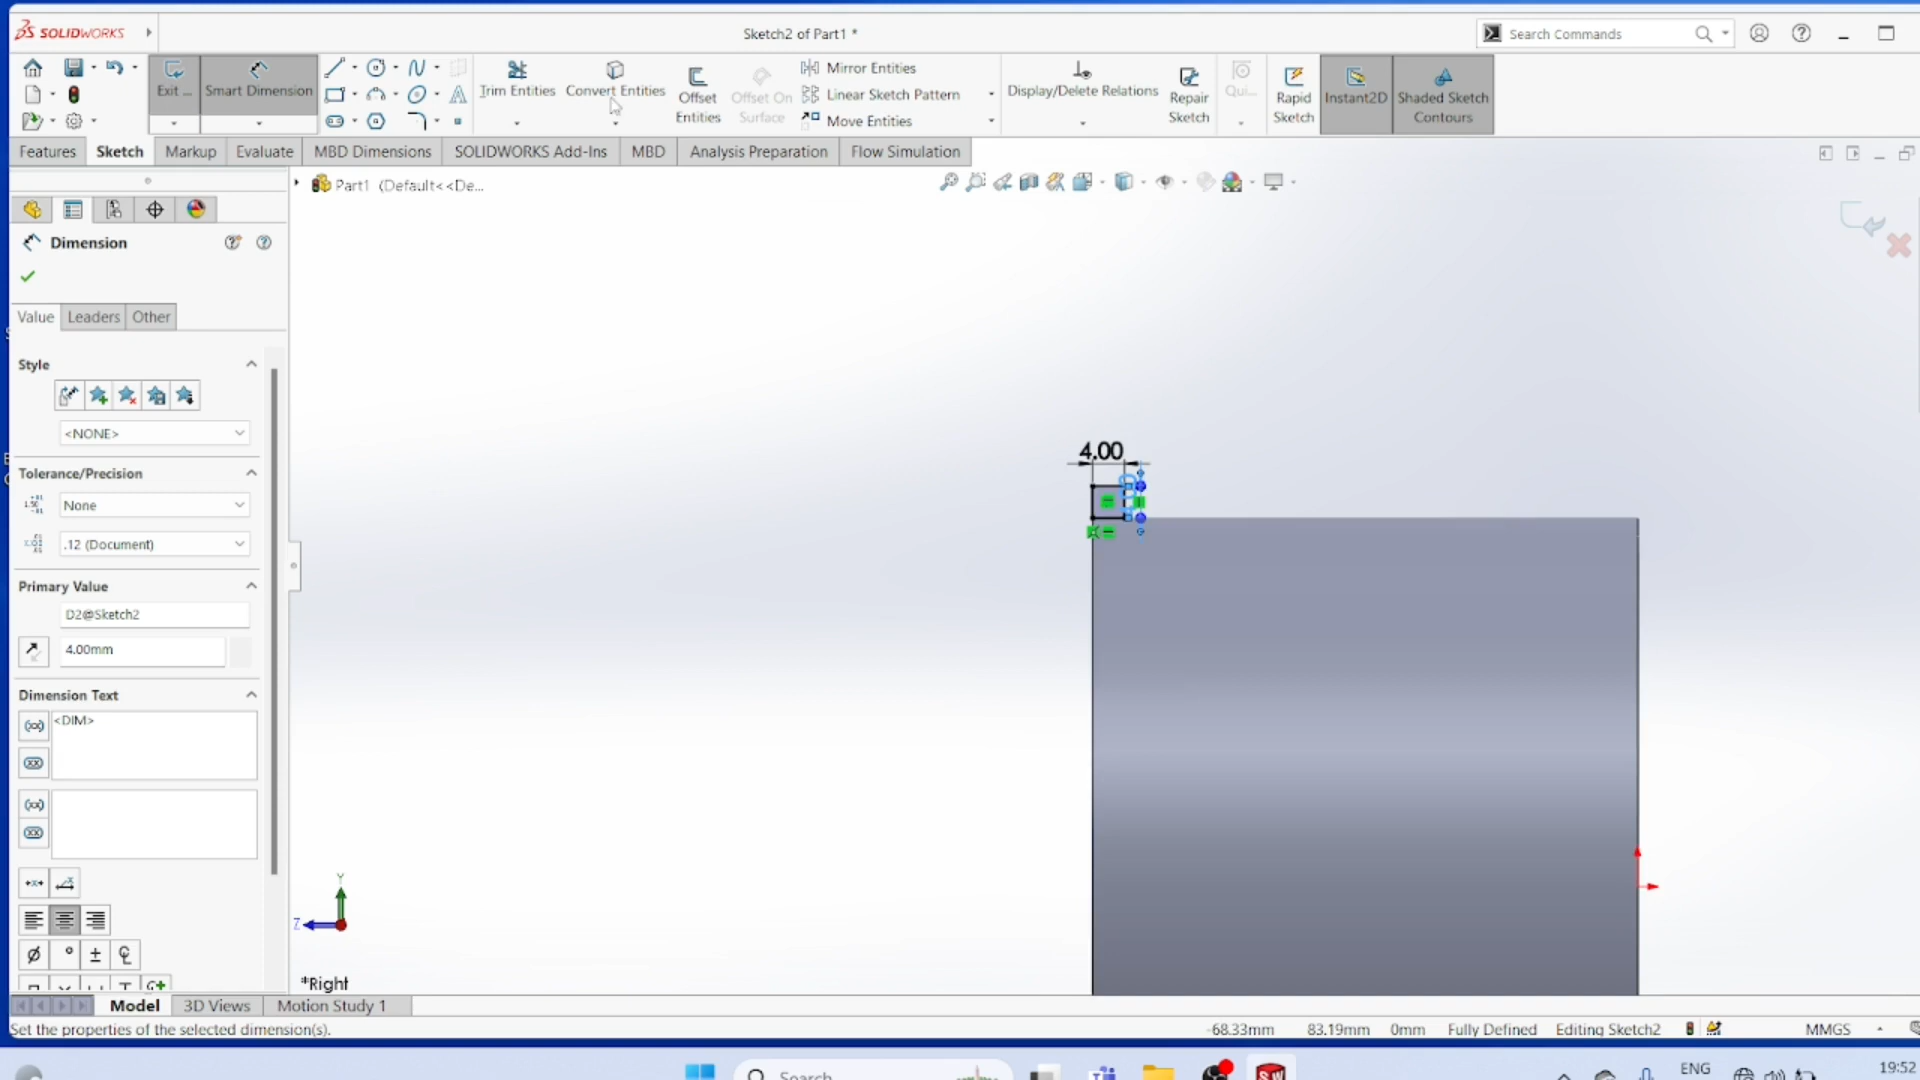 SOLIDWORKS
Sketch2 of Part1 *
Search Commands
Exit ...
Smart Dimension
Trim Entities
Convert Entities
Offset Entities
Offset On Surface
Mirror Entities
Linear Sketch Pattern
Move Entities
Display/Delete Relations
Repair Sketch
Qui...
Rapid Sketch
Instant2D
Shaded Sketch Contours
Features
Sketch
Markup
Evaluate
MBD Dimensions
SOLIDWORKS Add-Ins
MBD
Analysis Preparation
Flow Simulation
Part1 (Default<<De...
Dimension
Value
Leaders
Other
Style
<NONE>
Tolerance/Precision
None
.12 (Document)
Primary Value
D2@Sketch2
4.00mm
Dimension Text
<DIM>
4.00
Y
Z
*Right
Model
3D Views
Motion Study 1
Set the properties of the selected dimension(s).
-68.33mm
83.19mm
0mm
Fully Defined
Editing Sketch2
MMGS
Search
ENG
19:52